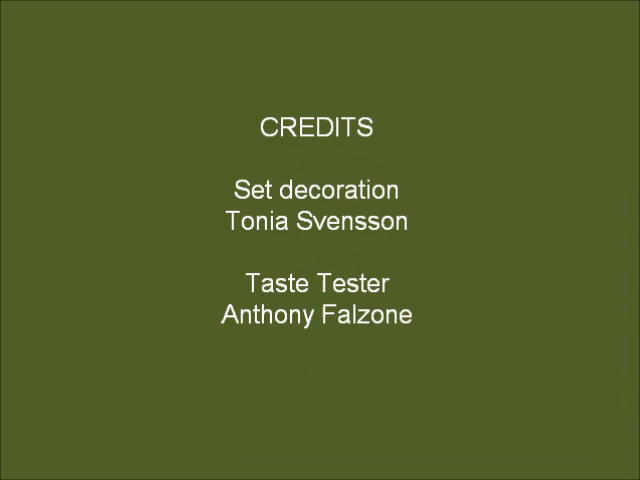 CREDITS
Set decoration
Tonia Svensson
Taste Tester
Anthony Falzone